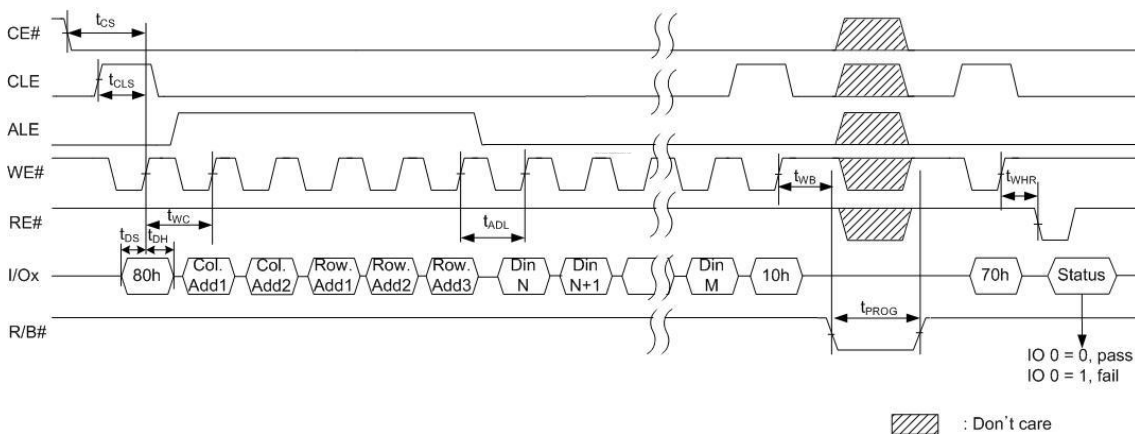 CE#
tCS
CLE
tCLS
ALE
WE#
tWB
tWHR
RE#
tWC
tADL
tDS
tDH
I/Ox
80h
Col. Add1
Col. Add2
Row. Add1
Row. Add2
Row. Add3
Din N
Din N+1
Din M
10h
70h
Status
R/B#
tPROG
IO 0 = 0, pass
IO 0 = 1, fail
: Don't care